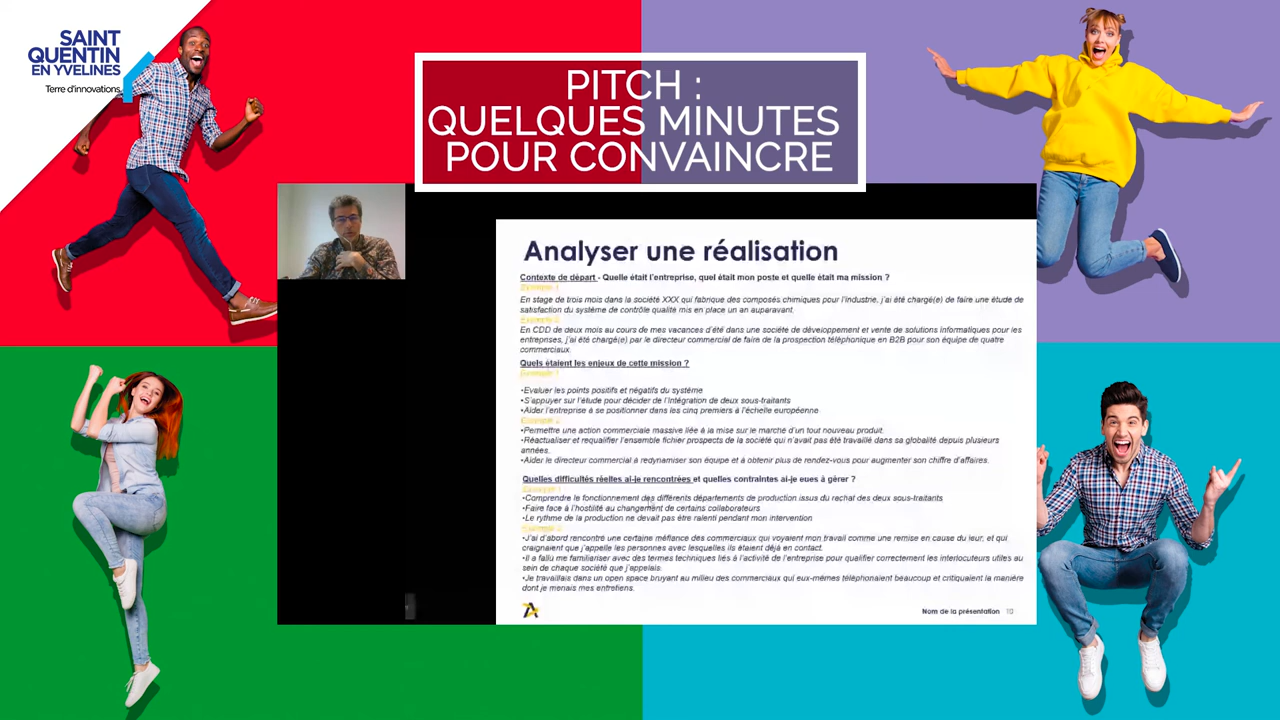 SAINT
QUENTIN
EN YVELINES
Terre d'innovations
PITCH :
QUELQUES MINUTES
POUR CONVAINCRE
Analyser une réalisation
Contexte de départ - Quelle était l'entreprise, quel était mon poste et quelle était ma mission ?
Exemple 1
En stage de trois mois dans la société XXX qui fabrique des composés chimiques pour l'industrie, j'ai été chargé(e) de faire une étude de
satisfaction du système de contrôle qualité mis en place un an auparavant.
Exemple 2
En CDD de deux mois au cours de mes vacances d'été dans une société de développement et vente de solutions informatiques pour les
entreprises, j'ai été chargé(e) par le directeur commercial de faire de la prospection téléphonique en B2B pour son équipe de quatre
commerciaux.
Quels étaient les enjeux de cette mission ?
Exemple 1
•Evaluer les points positifs et négatifs du système
•S'appuyer sur l'étude pour décider de l'intégration de deux sous-traitants
•Aider l'entreprise à se positionner dans les cinq premiers à l'échelle européenne
Exemple 2
•Permettre une action commerciale massive liée à la mise sur le marché d'un tout nouveau produit.
•Réactualiser et requalifier l'ensemble fichier prospects de la société qui n'avait pas été travaillé dans sa globalité depuis plusieurs
années.
•Aider le directeur commercial à redynamiser son équipe et à obtenir plus de rendez-vous pour augmenter son chiffre d'affaires.
Quelles difficultés réelles ai-je rencontrées et quelles contraintes ai-je eues à gérer ?
Exemple 1
•Comprendre le fonctionnement des différents départements de production issus du rachat des deux sous-traitants
•Faire face à l'hostilité au changement de certains collaborateurs
•Le rythme de la production ne devait pas être ralenti pendant mon intervention
Exemple 2
•J'ai d'abord rencontré une certaine méfiance des commerciaux qui voyaient mon travail comme une remise en cause du leur, et qui
craignaient que j'appelle les personnes avec lesquelles ils étaient déjà en contact.
•Il a fallu me familiariser avec des termes techniques liés à l'activité de l'entreprise pour qualifier correctement les interlocuteurs utiles au
sein de chaque société que j'appelais.
•Je travaillais dans un open space bruyant au milieu des commerciaux qui eux-mêmes téléphonaient beaucoup et critiquaient la manière
dont je menais mes entretiens.
Nom de la présentation